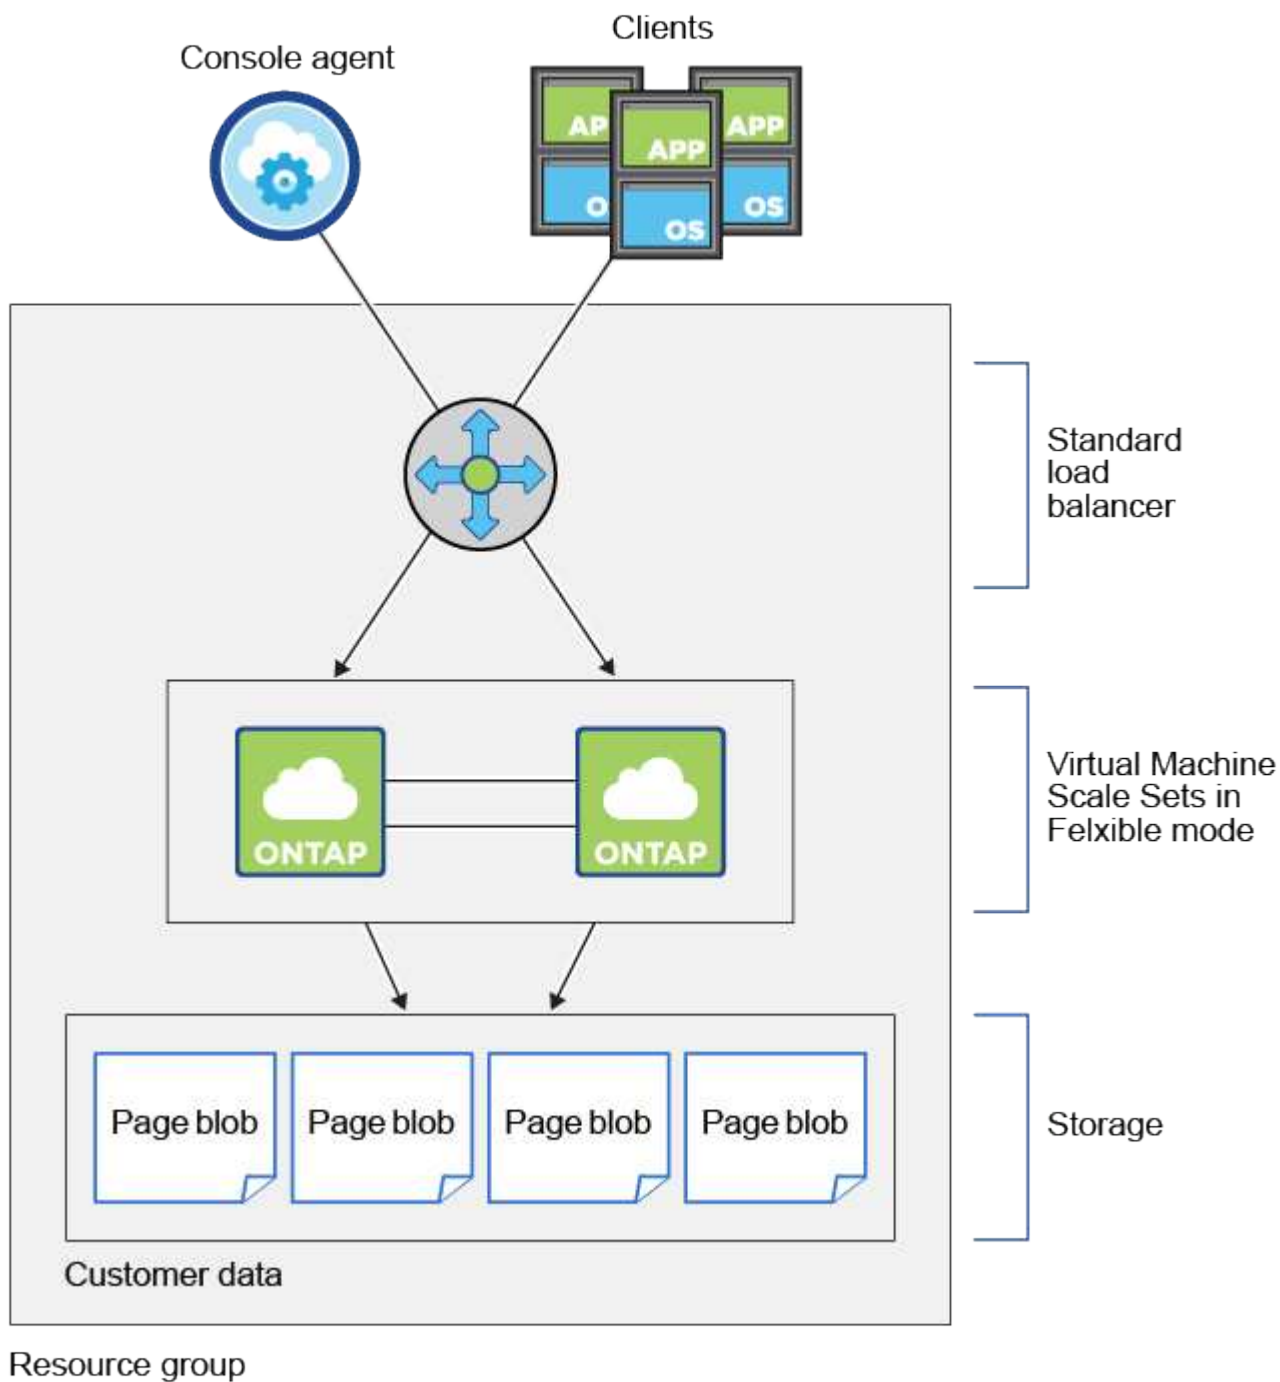 Clients
Console agent
AP
APP
APP
O
OS
OS
Standard
load
balancer
Virtual Machine
Scale Sets in
Felxible mode
ONTAP
ONTAP
Page blob
Page blob
Page blob
Page blob
Storage
Customer data
Resource group